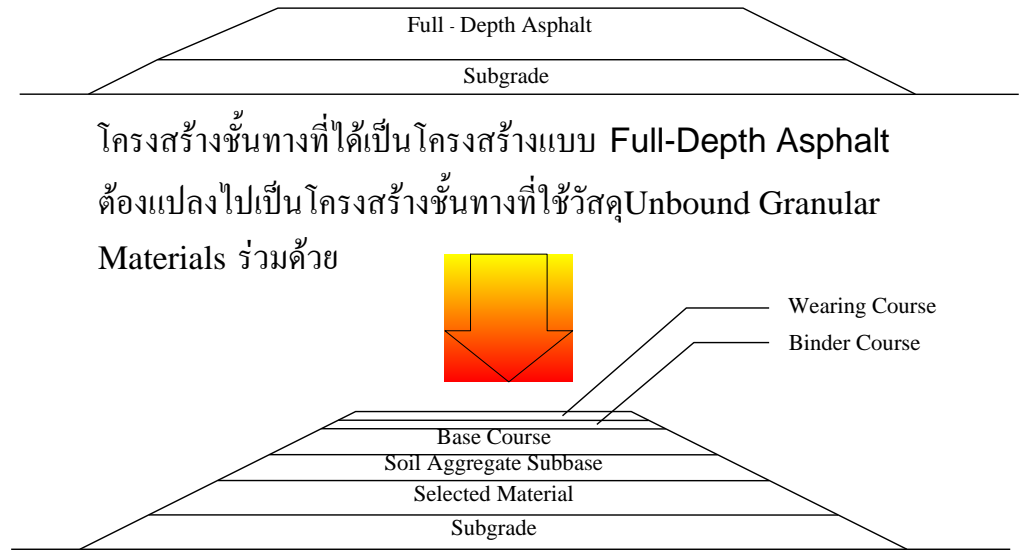 Full - Depth Asphalt
Subgrade
โครงสร้างชั้นทางที่ได้เป็นโครงสร้างแบบ Full-Depth Asphalt
ต้องแปลงไปเป็นโครงสร้างชั้นทางที่ใช้วัสดุUnbound Granular
Materials ร่วมด้วย
Wearing Course
Binder Course
Base Course
Soil Aggregate Subbase
Selected Material
Subgrade